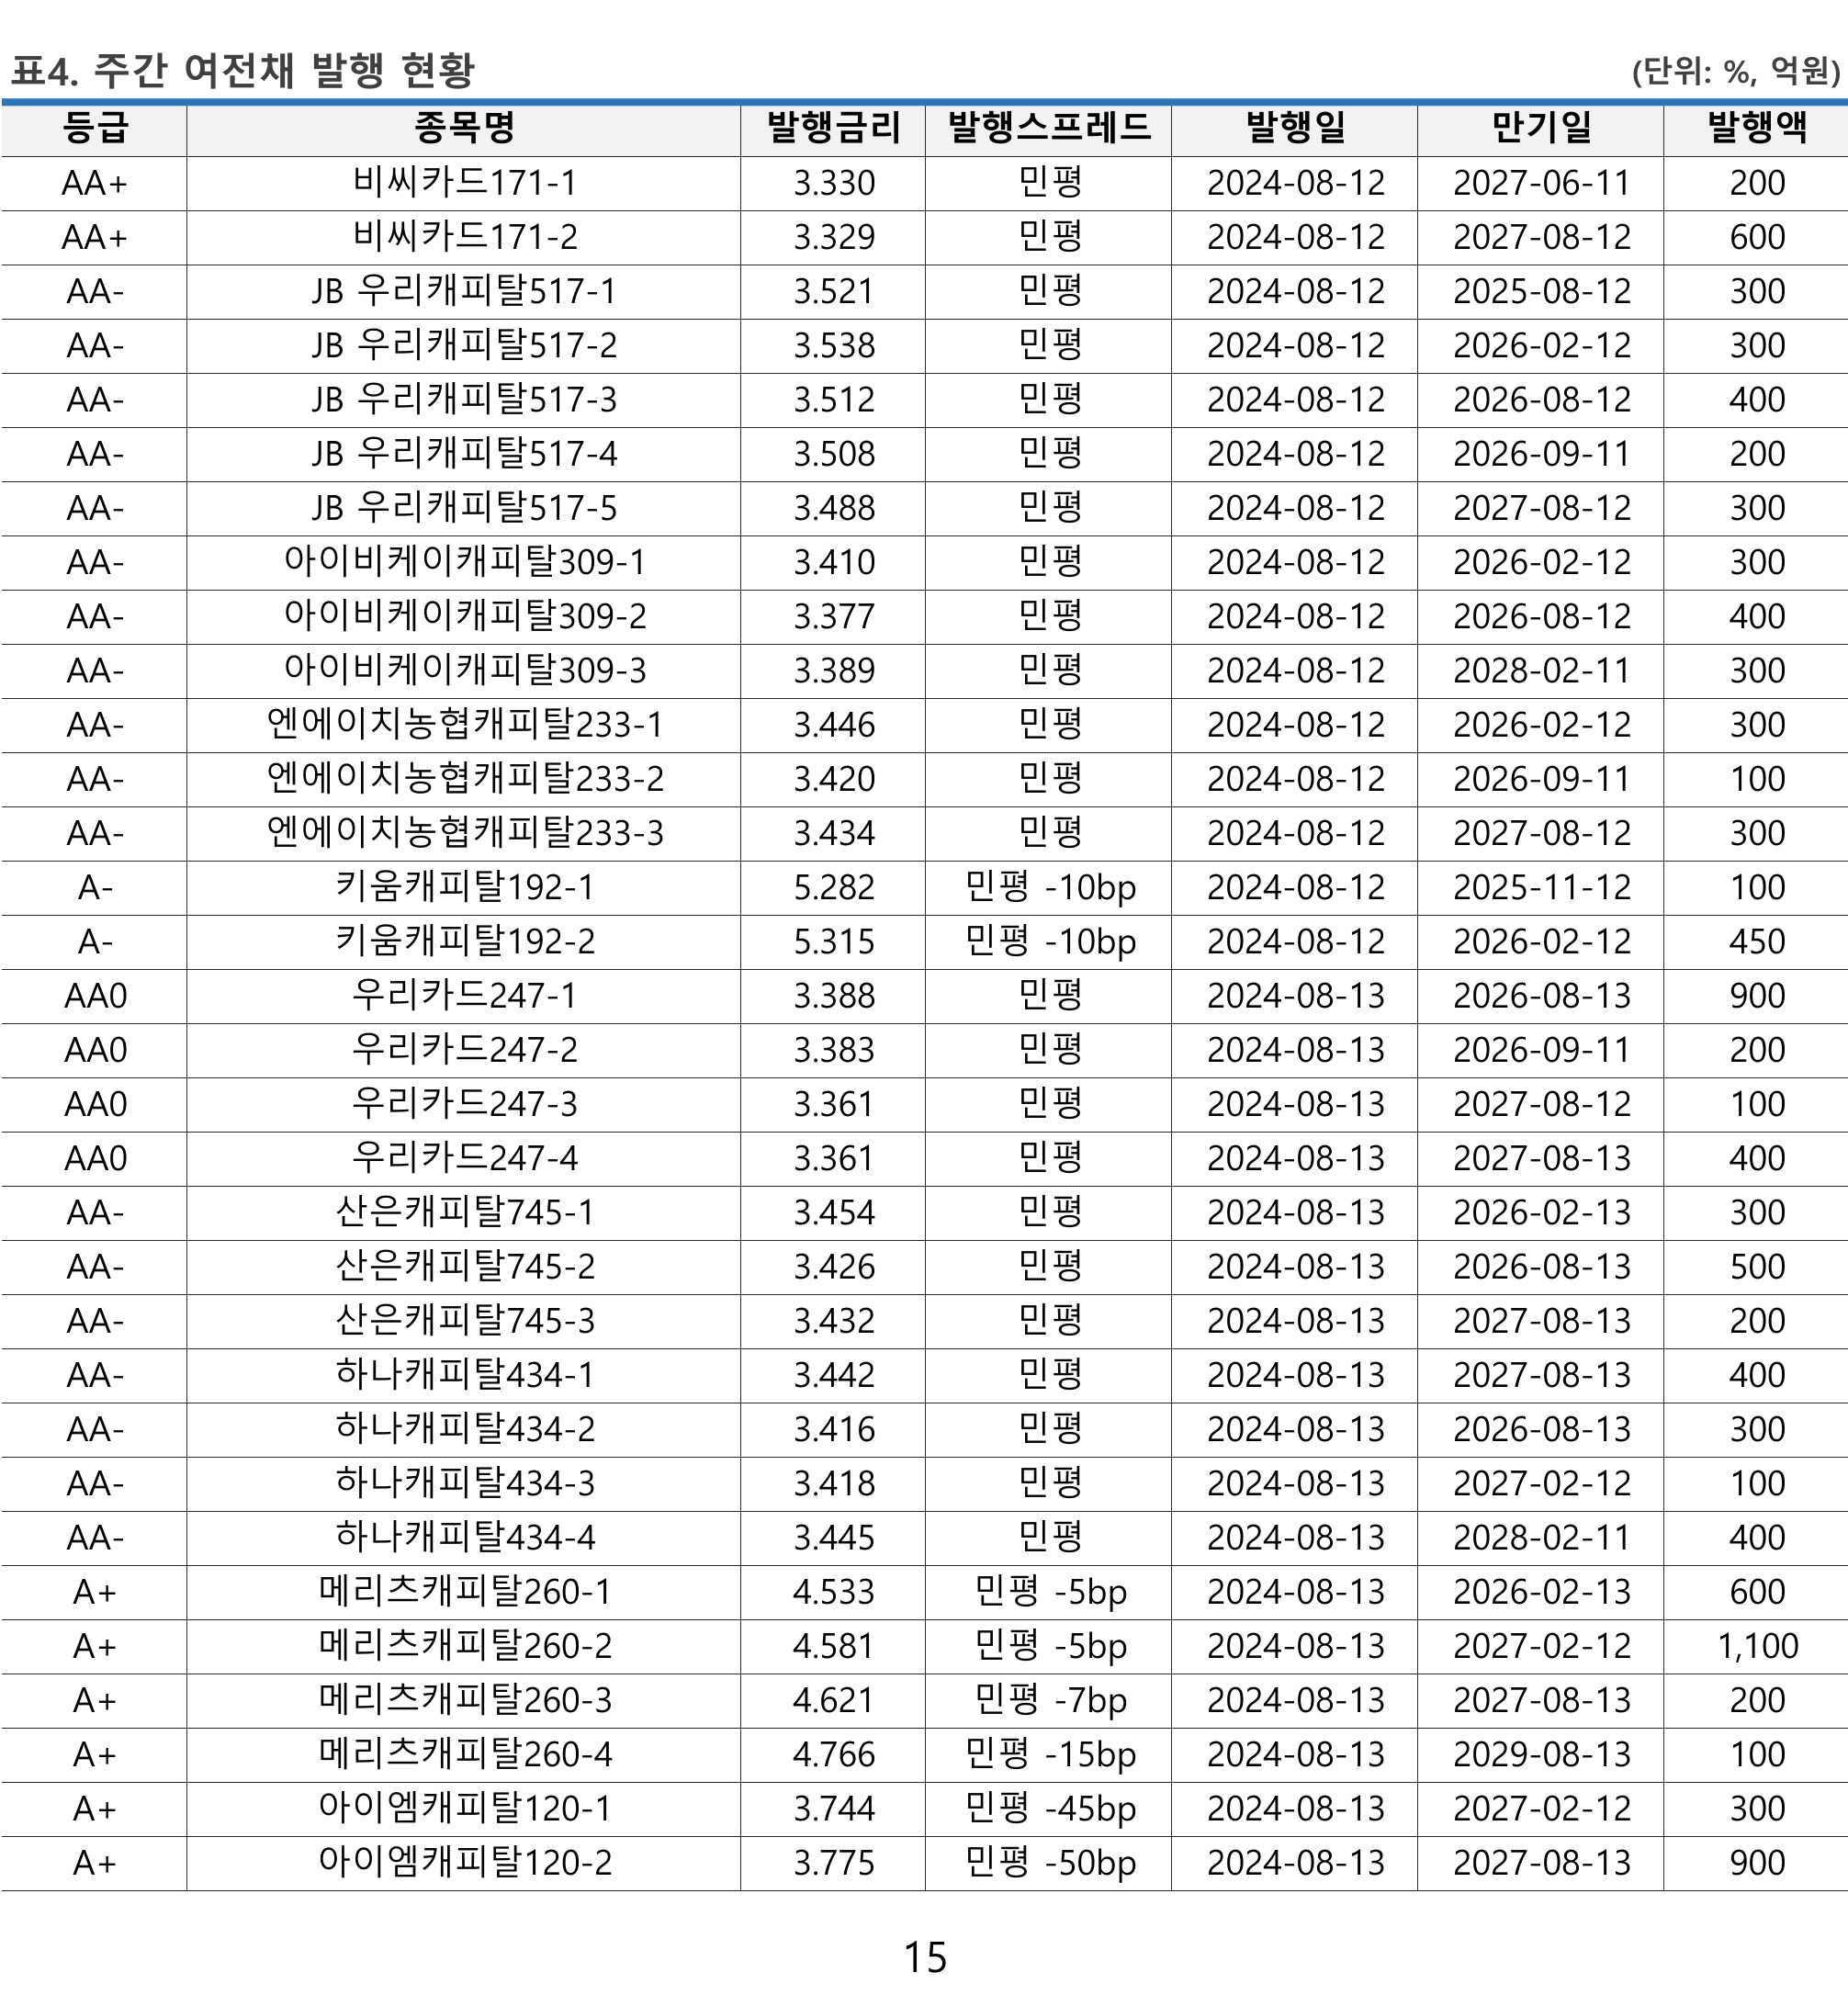 표4. 주간 여전채 발행 현황 (단위: %, 억원)
등급 종목명 발행금리 발행스프레드 발행일 만기일 발행액
AA+ 비씨카드171-1 3.330 민평 2024-08-12 2027-06-11 200
AA+ 비씨카드171-2 3.329 민평 2024-08-12 2027-08-12 600
AA- JB 우리캐피탈517-1 3.521 민평 2024-08-12 2025-08-12 300
AA- JB 우리캐피탈517-2 3.538 민평 2024-08-12 2026-02-12 300
AA- JB 우리캐피탈517-3 3.512 민평 2024-08-12 2026-08-12 400
AA- JB 우리캐피탈517-4 3.508 민평 2024-08-12 2026-09-11 200
AA- JB 우리캐피탈517-5 3.488 민평 2024-08-12 2027-08-12 300
AA- 아이비케이캐피탈309-1 3.410 민평 2024-08-12 2026-02-12 300
AA- 아이비케이캐피탈309-2 3.377 민평 2024-08-12 2026-08-12 400
AA- 아이비케이캐피탈309-3 3.389 민평 2024-08-12 2028-02-11 300
AA- 엔에이치농협캐피탈233-1 3.446 민평 2024-08-12 2026-02-12 300
AA- 엔에이치농협캐피탈233-2 3.420 민평 2024-08-12 2026-09-11 100
AA- 엔에이치농협캐피탈233-3 3.434 민평 2024-08-12 2027-08-12 300
A- 키움캐피탈192-1 5.282 민평 -10bp 2024-08-12 2025-11-12 100
A- 키움캐피탈192-2 5.315 민평 -10bp 2024-08-12 2026-02-12 450
AA0 우리카드247-1 3.388 민평 2024-08-13 2026-08-13 900
AA0 우리카드247-2 3.383 민평 2024-08-13 2026-09-11 200
AA0 우리카드247-3 3.361 민평 2024-08-13 2027-08-12 100
AA0 우리카드247-4 3.361 민평 2024-08-13 2027-08-13 400
AA- 산은캐피탈745-1 3.454 민평 2024-08-13 2026-02-13 300
AA- 산은캐피탈745-2 3.426 민평 2024-08-13 2026-08-13 500
AA- 산은캐피탈745-3 3.432 민평 2024-08-13 2027-08-13 200
AA- 하나캐피탈434-1 3.442 민평 2024-08-13 2027-08-13 400
AA- 하나캐피탈434-2 3.416 민평 2024-08-13 2026-08-13 300
AA- 하나캐피탈434-3 3.418 민평 2024-08-13 2027-02-12 100
AA- 하나캐피탈434-4 3.445 민평 2024-08-13 2028-02-11 400
A+ 메리츠캐피탈260-1 4.533 민평 -5bp 2024-08-13 2026-02-13 600
A+ 메리츠캐피탈260-2 4.581 민평 -5bp 2024-08-13 2027-02-12 1,100
A+ 메리츠캐피탈260-3 4.621 민평 -7bp 2024-08-13 2027-08-13 200
A+ 메리츠캐피탈260-4 4.766 민평 -15bp 2024-08-13 2029-08-13 100
A+ 아이엠캐피탈120-1 3.744 민평 -45bp 2024-08-13 2027-02-12 300
A+ 아이엠캐피탈120-2 3.775 민평 -50bp 2024-08-13 2027-08-13 900
15